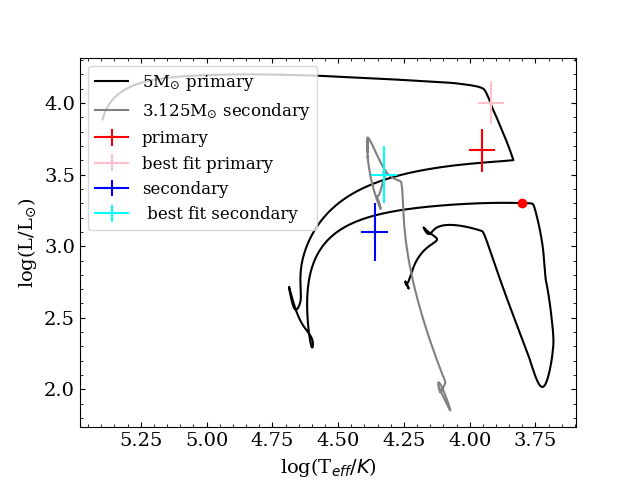 5M⊙ primary
3.125M⊙ secondary
primary
best fit primary
secondary
best fit secondary
log(L/L⊙)
4.0
3.5
3.0
2.5
2.0
5.25 5.00 4.75 4.50 4.25 4.00 3.75
log(Teff/K)